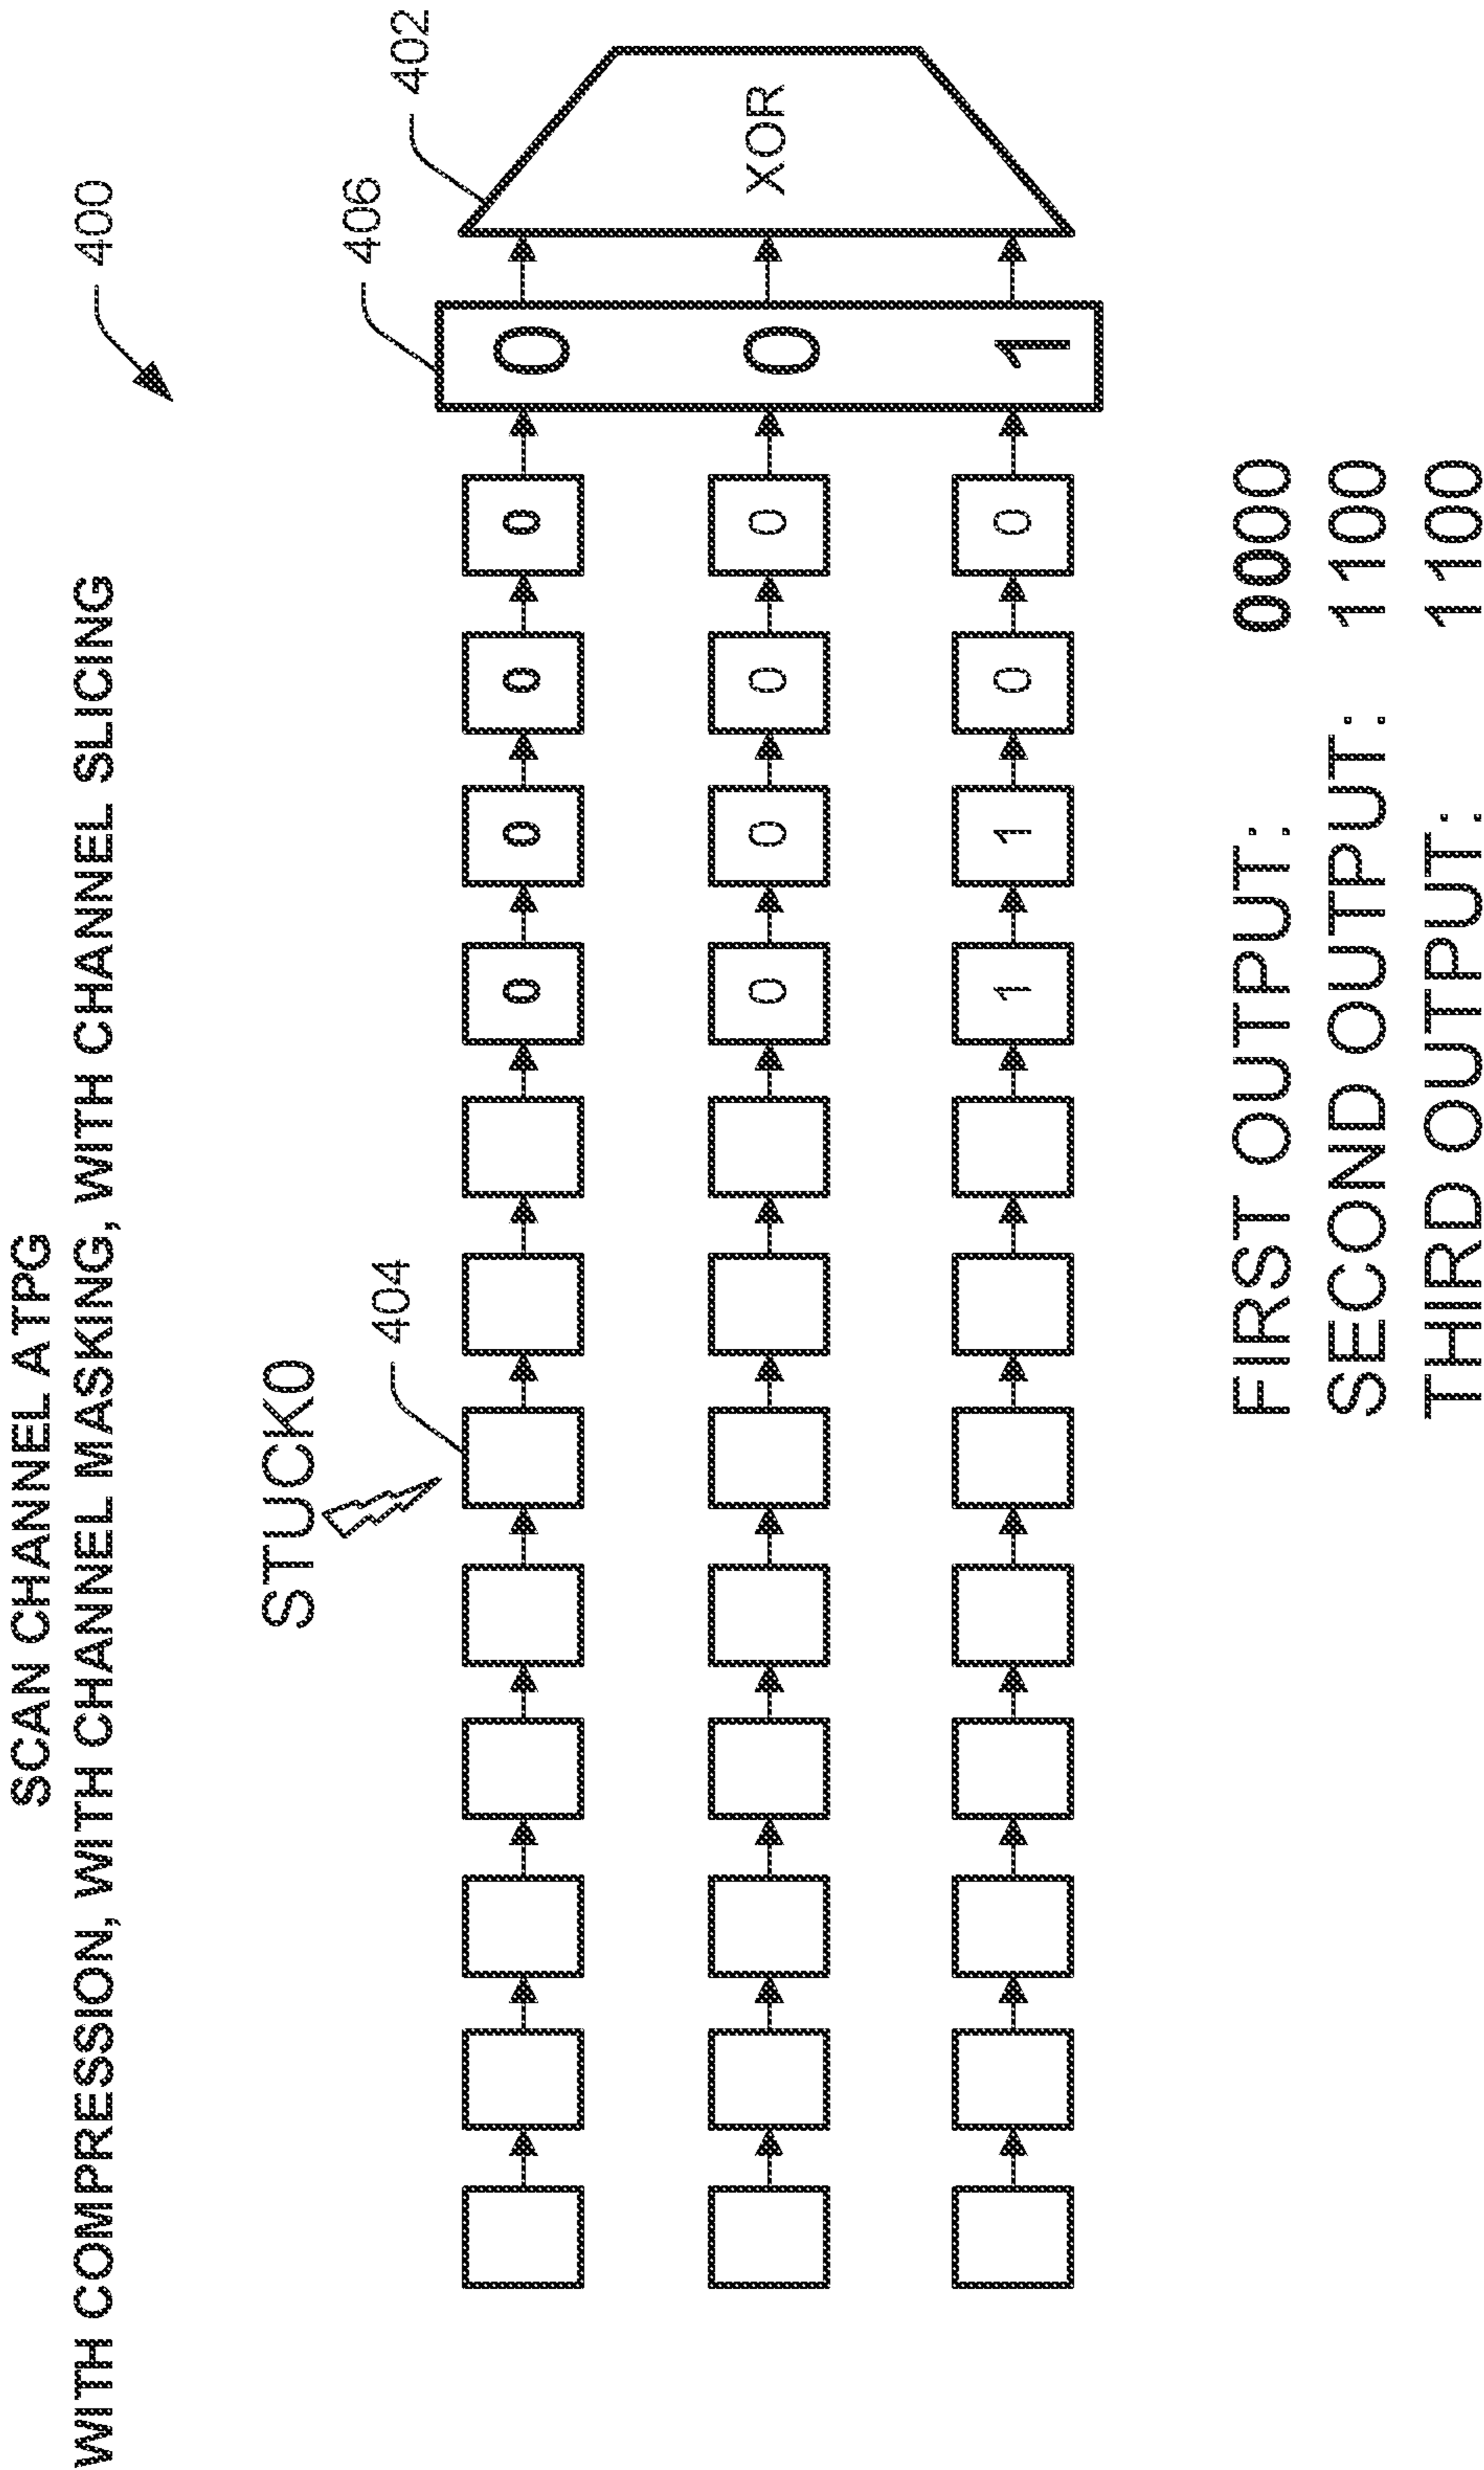 SCAN CHANNEL ATPG
WITH COMPRESSION, WITH CHANNEL MASKING, WITH CHANNEL SLICING
400
STUCK0
404
406
402
0 0 0 0 0
0 0 0 0 0
1 1 0 0 1
XOR
FIRST OUTPUT: 0000
SECOND OUTPUT: 1100
THIRD OUTPUT: 1100